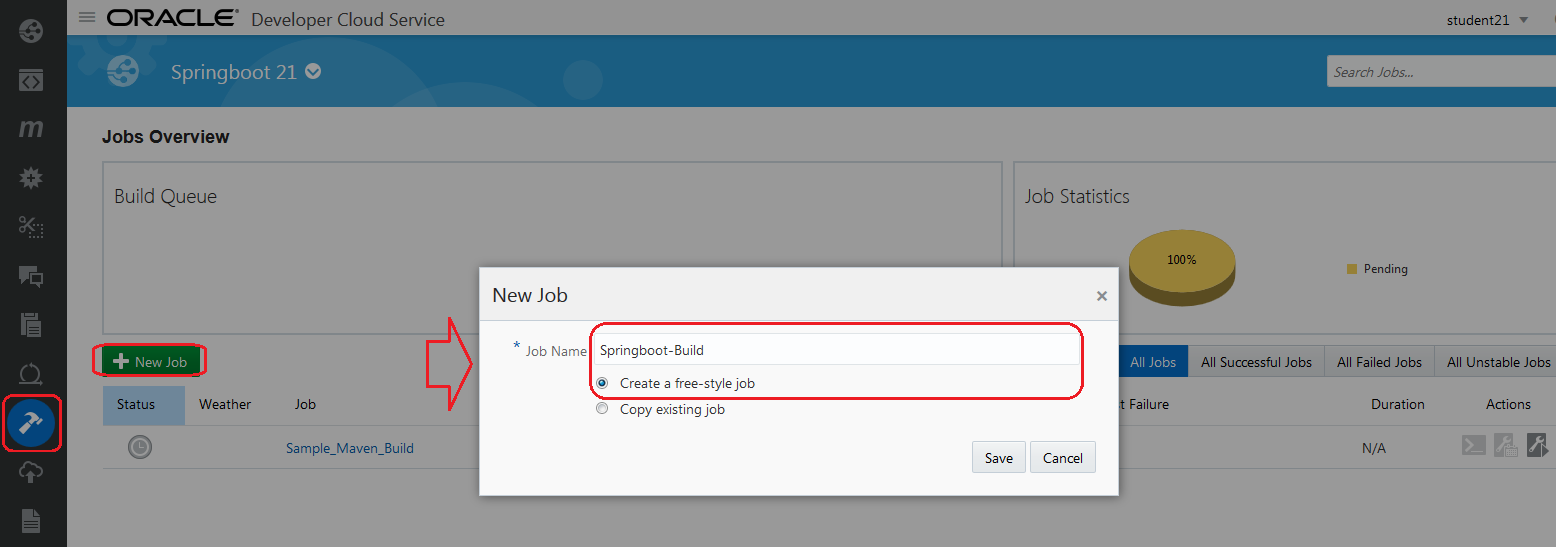 ORACLE® Developer Cloud Service
student21
Springboot 21
Search Jobs...
Jobs Overview
Build Queue
Job Statistics
100%
Pending
New Job
Job Name
Springboot-Build
Create a free-style job
Copy existing job
Save Cancel
New Job
All Jobs All Successful Jobs All Failed Jobs All Unstable Jobs
Status Weather Job Failure Duration Actions
Sample_Maven_Build N/A